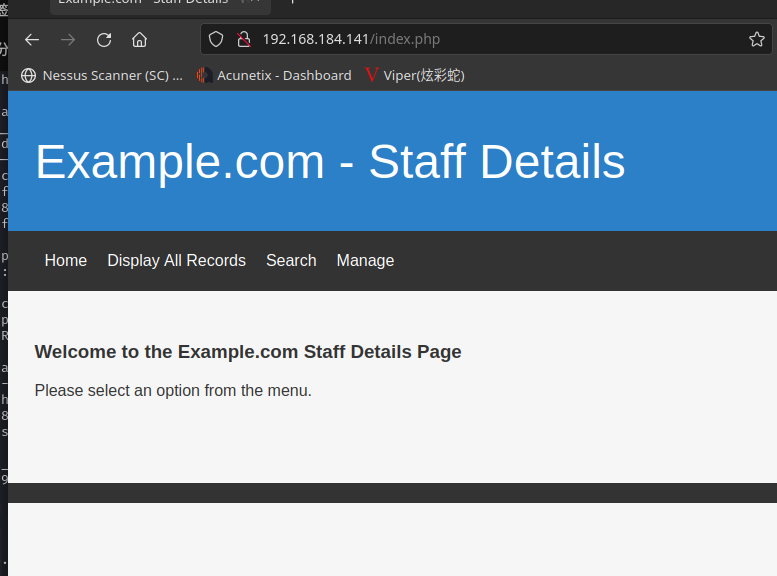 192.168.184.141/index.php
Nessus Scanner (SC) ...
Acunetix - Dashboard
Viper(炫彩蛇)
Example.com - Staff Details
Home
Display All Records
Search
Manage
Welcome to the Example.com Staff Details Page
Please select an option from the menu.